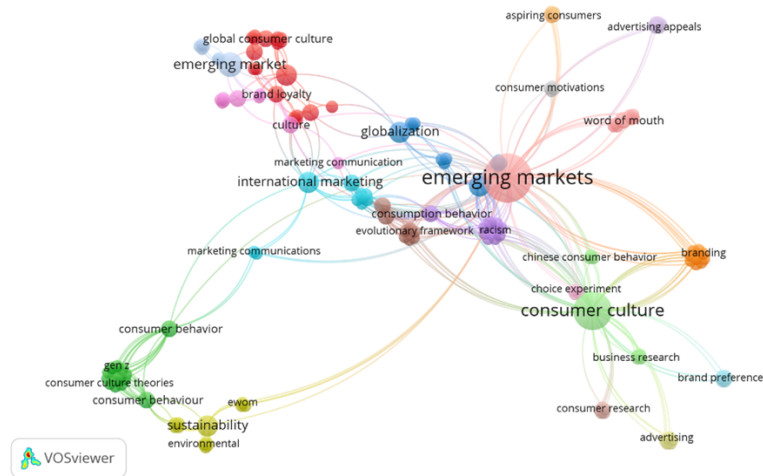 aspiring consumers
advertising appeals
global consumer culture
emerging market
consumer motivations
brand loyalty
word of mouth
culture
globalization
marketing communication
emerging markets
international marketing
consumption behavior
evolutionary framework
racism
marketing communications
chinese consumer behavior
branding
choice experiment
consumer culture
consumer behavior
business research
gen z
brand preference
consumer culture theories
consumer behaviour
ewom
consumer research
sustainability
advertising
environmental
VOSviewer